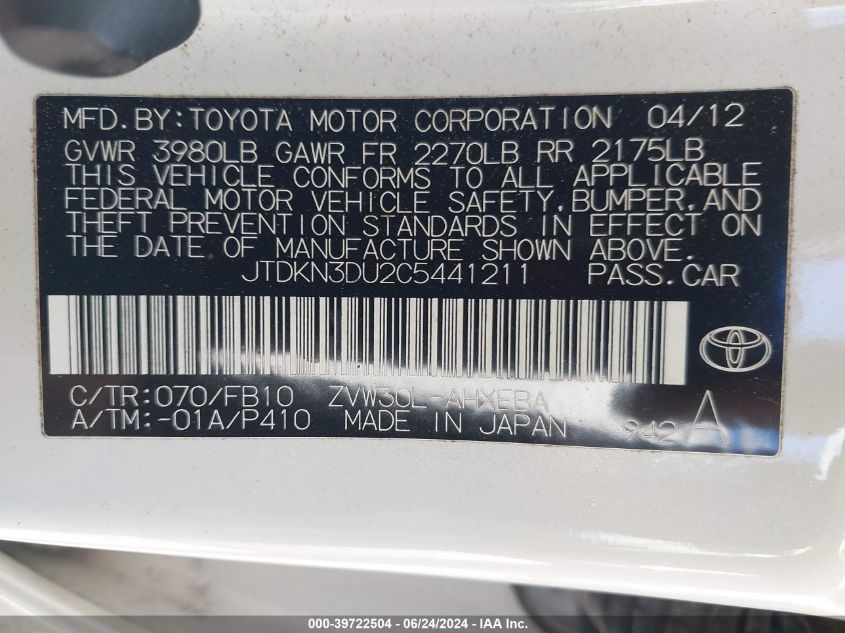 MFD.BY:TOYOTA MOTOR CORPORATION 04/12
GVWR 3980LB GAWR FR 2270LB RR 2175LB
THIS VEHICLE CONFORMS TO ALL APPLICABLE
FEDERAL MOTOR VEHICLE SAFETY,BUMPER,AND
THEFT PREVENTION STANDARDS IN EFFECT ON
THE DATE OF MANUFACTURE SHOWN ABOVE.
JTDKN3DU2C5441211 PASS.CAR
C/TR:070/FB10 ZVW30L-AHXEBA
A/TM:-01A/P410 MADE IN JAPAN 942 A
000-39722504 - 06/24/2024 - IAA Inc.